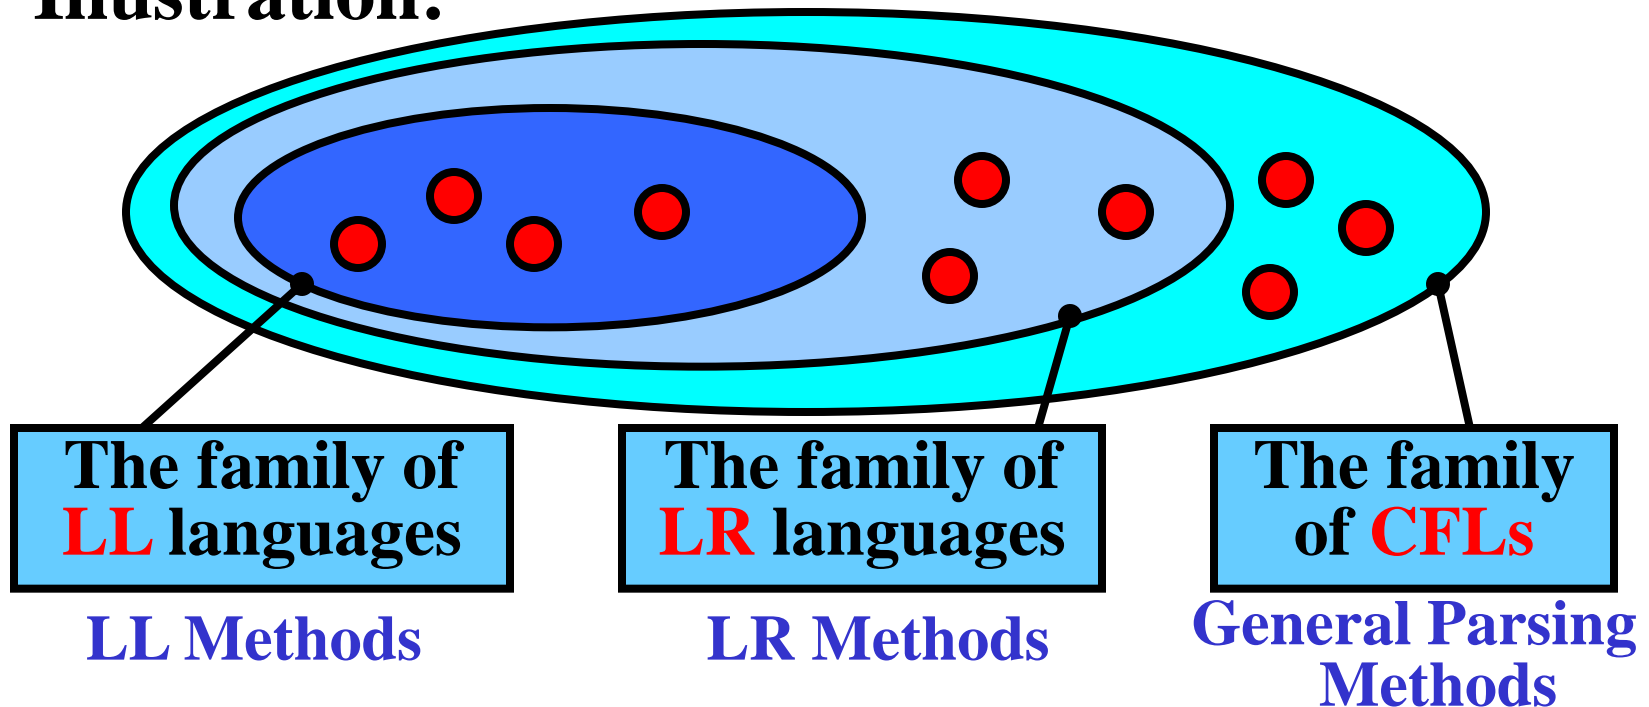 Illustration:
The family of
LL languages
The family of
LR languages
The family
of CFLs
LL Methods
LR Methods
General Parsing
Methods